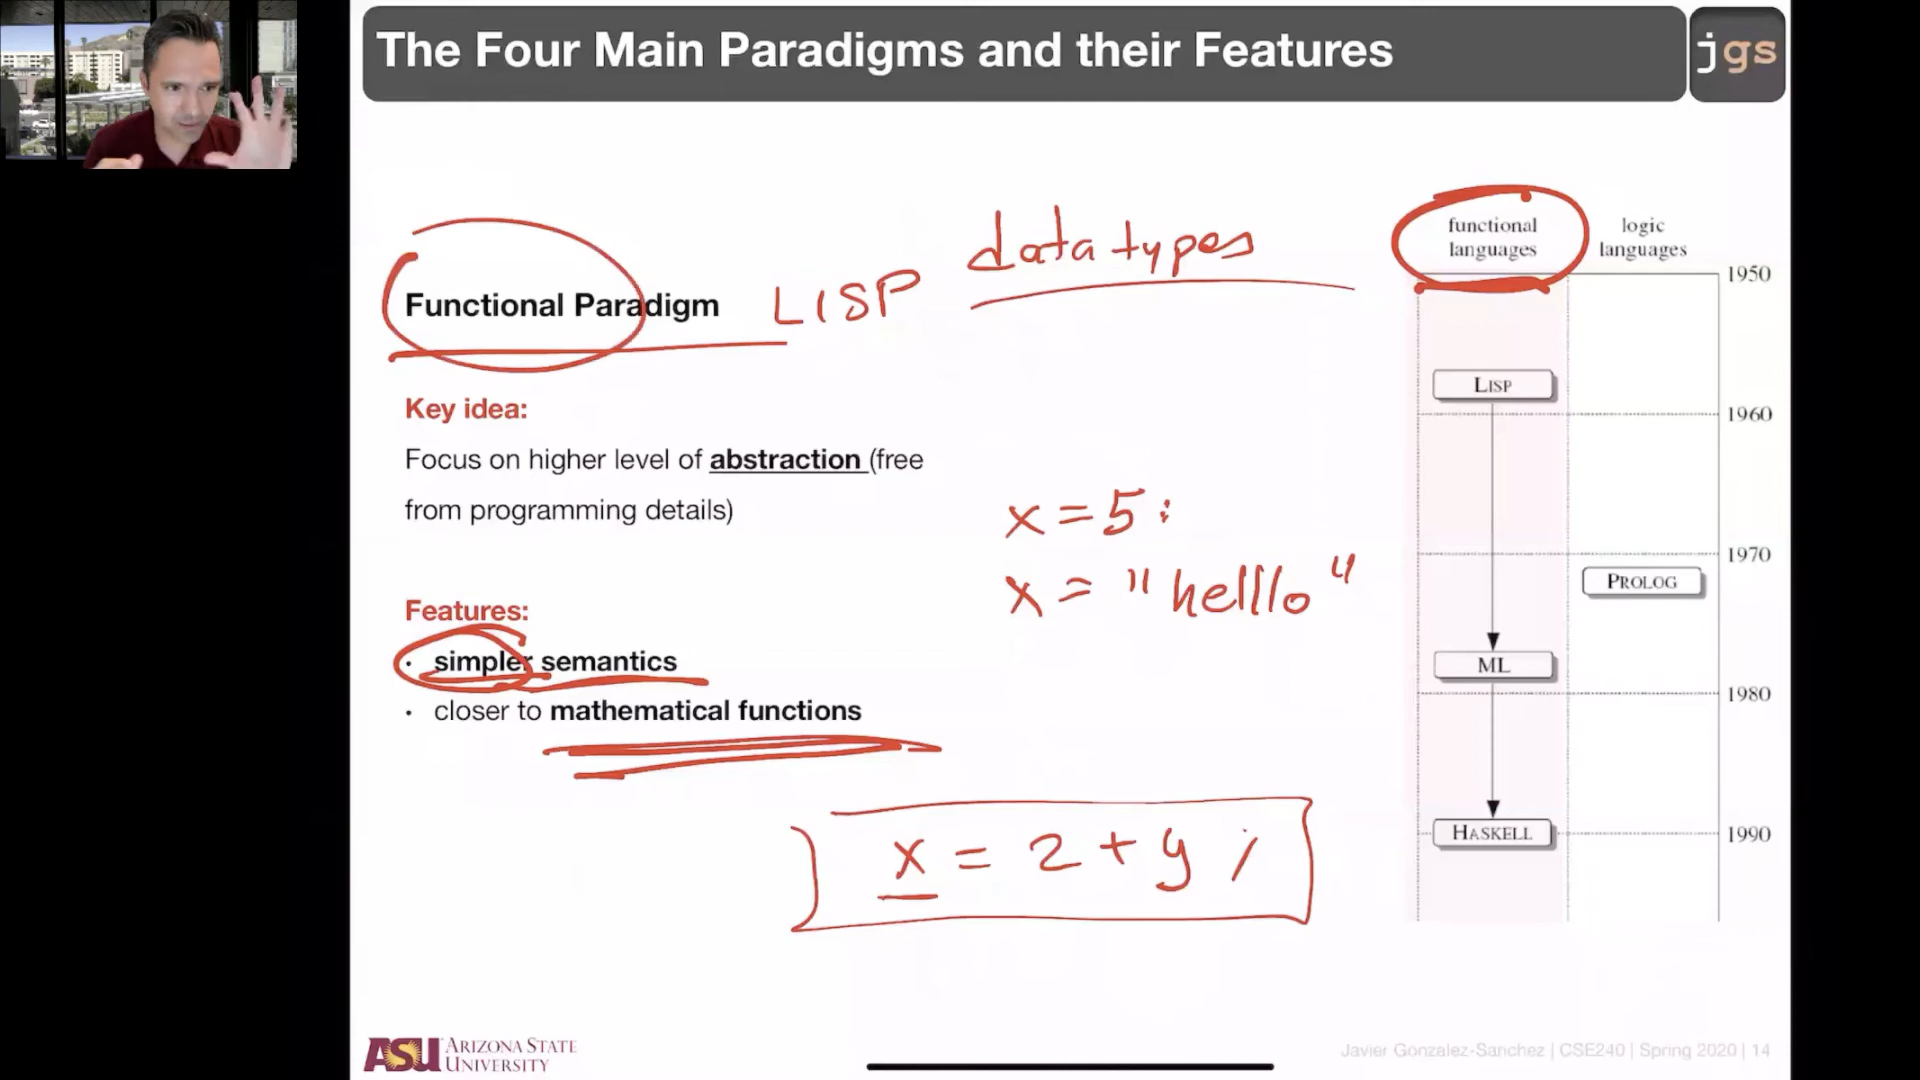 The Four Main Paradigms and their Features
jgs
data types
Functional Paradigm LISP
Key idea:
Focus on higher level of abstraction (free
from programming details)
x = 5;
x = "helllo"
Features:
· simpler semantics
· closer to mathematical functions
x = 2 + y ;
functional
languages
logic
languages
1950
LISP
1960
1970
PROLOG
ML
1980
HASKELL
1990
ASU ARIZONA STATE
UNIVERSITY
Javier Gonzalez-Sanchez | CSE240 | Spring 2020 | 14